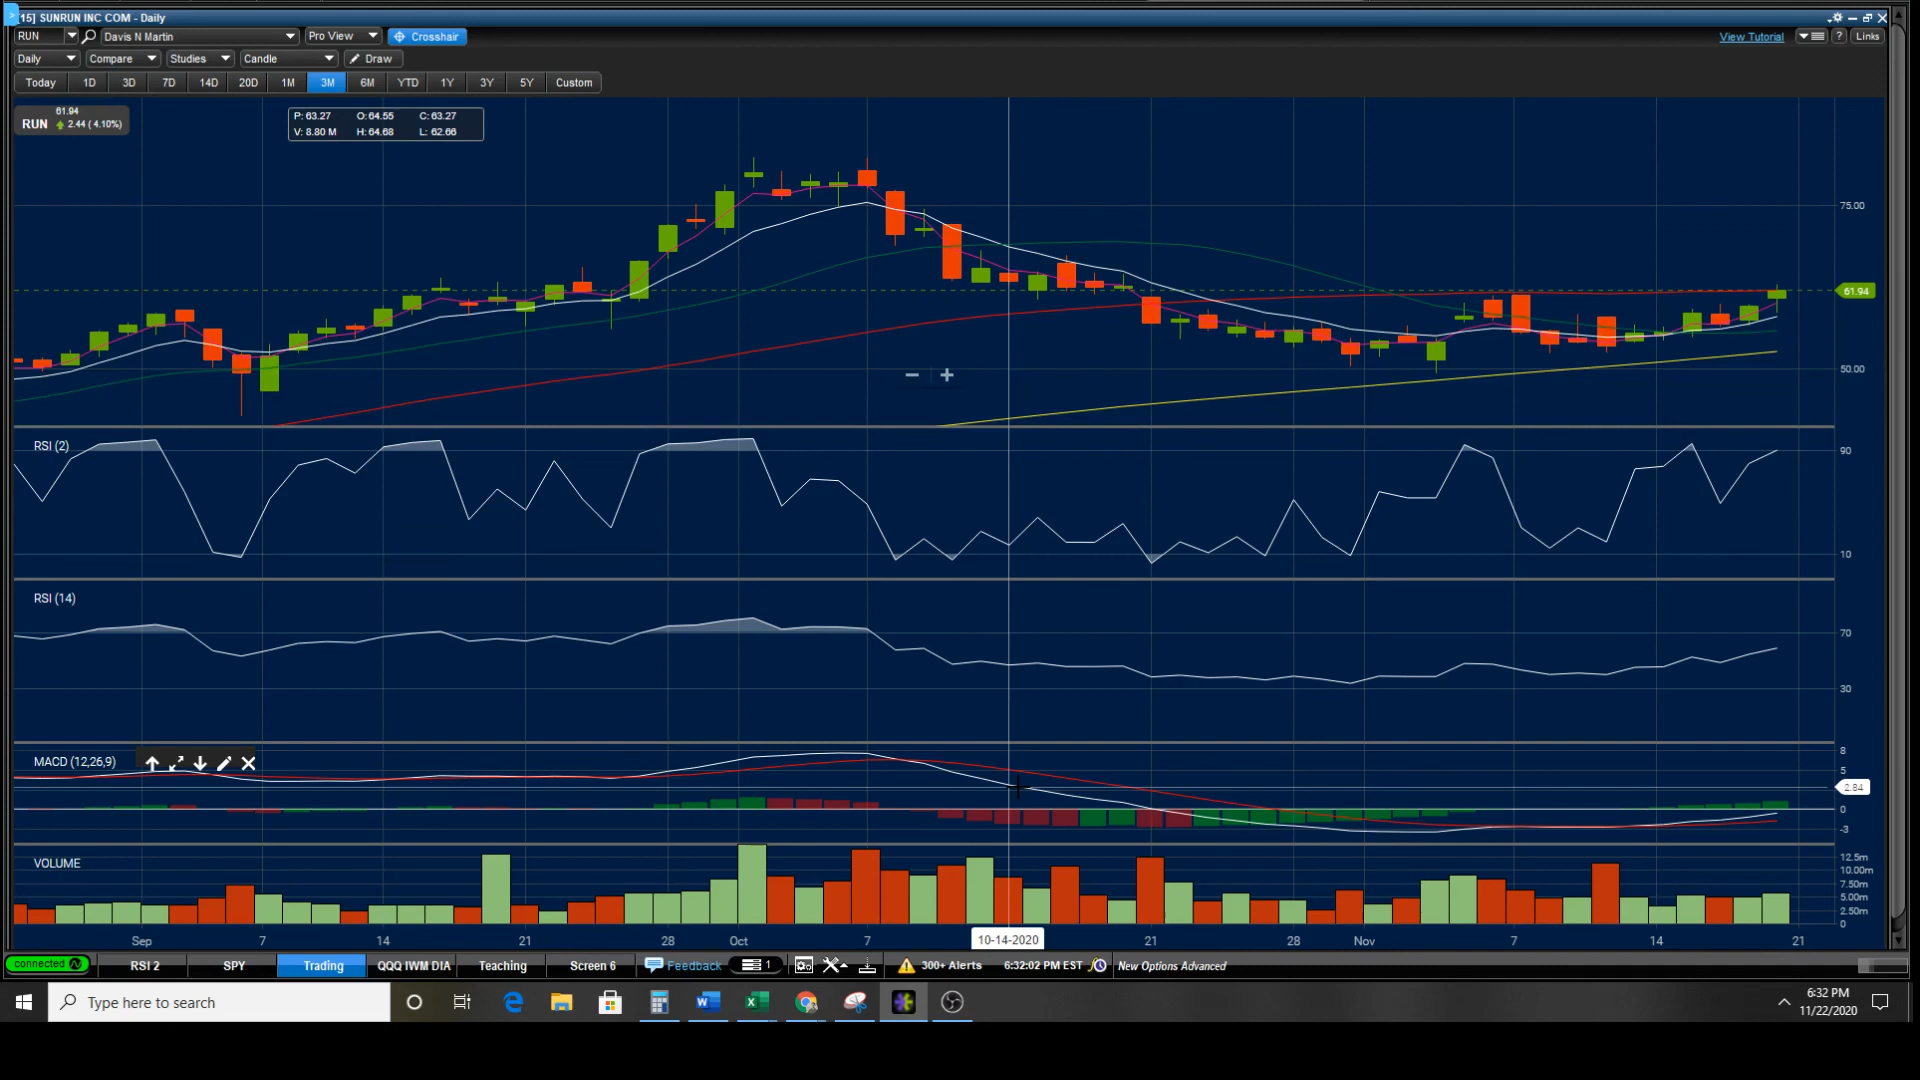 [15] SUNRUN INC COM - Daily
RUN Davis N Martin Pro View Crosshair View Tutorial ? Links
Daily Compare Studies Candle Draw
Today 1D 3D 7D 14D 20D 1M 3M 6M YTD 1Y 3Y 5Y Custom
61.94
RUN 2.44 ( 4.10%)
P: 63.27 O: 64.55 C: 63.27
V: 8.80 M H: 64.68 L: 62.66
75.00
61.94
50.00
RSI (2)
90
10
RSI (14)
70
30
MACD (12,26,9)
8
5
2.84
0
-3
VOLUME
12.5m
10.00m
7.50m
5.00m
2.50m
0
Sep 7 14 21 28 Oct 7 10-14-2020 21 28 Nov 7 14 21
connected RSI 2 SPY Trading QQQ IWM DIA Teaching Screen 6 Feedback 1 300+ Alerts 6:32:02 PM EST New Options Advanced
Type here to search
6:32 PM
11/22/2020